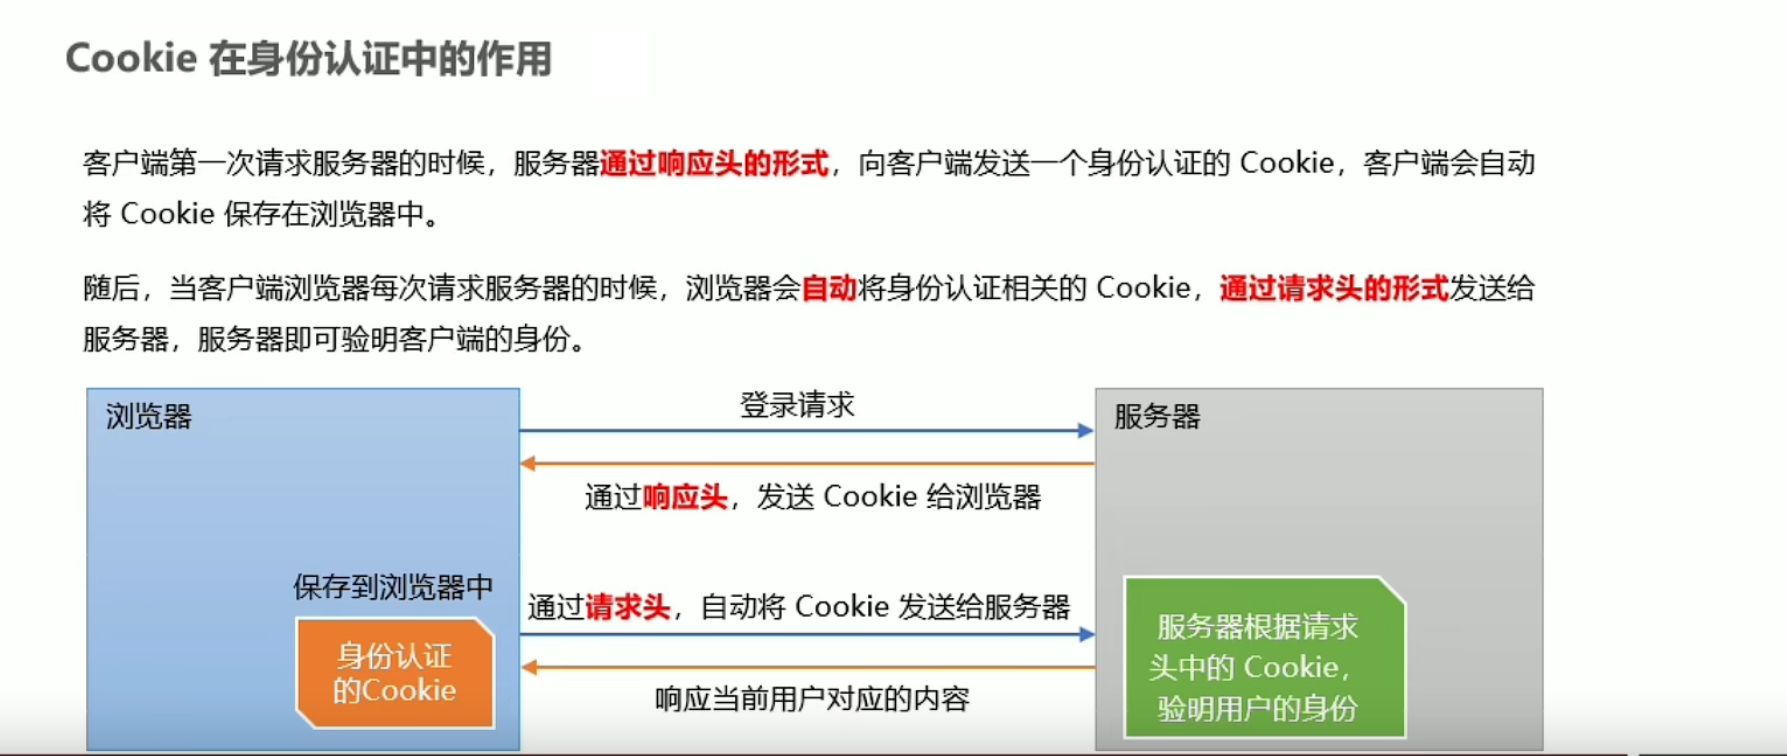 Cookie 在身份认证中的作用
客户端第一次请求服务器的时候，服务器通过响应头的形式，向客户端发送一个身份认证的 Cookie，客户端会自动
将 Cookie 保存在浏览器中。
随后，当客户端浏览器每次请求服务器的时候，浏览器会自动将身份认证相关的 Cookie，通过请求头的形式发送给
服务器，服务器即可验明客户端的身份。
浏览器
登录请求
服务器
通过响应头，发送 Cookie 给浏览器
保存到浏览器中
身份认证
的Cookie
通过请求头，自动将 Cookie 发送给服务器
响应当前用户对应的内容
服务器根据请求
头中的 Cookie，
验明用户的身份